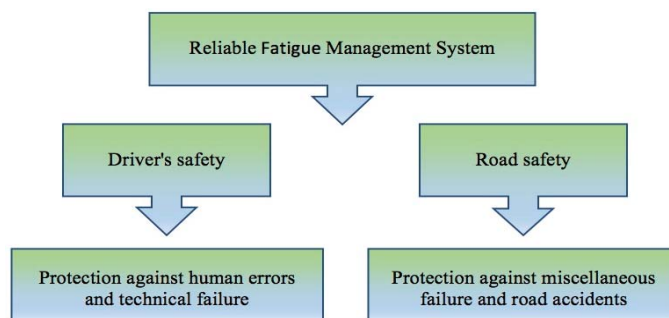 Reliable Fatigue Management System
Driver's safety
Road safety
Protection against human errors
and technical failure
Protection against miscellaneous
failure and road accidents